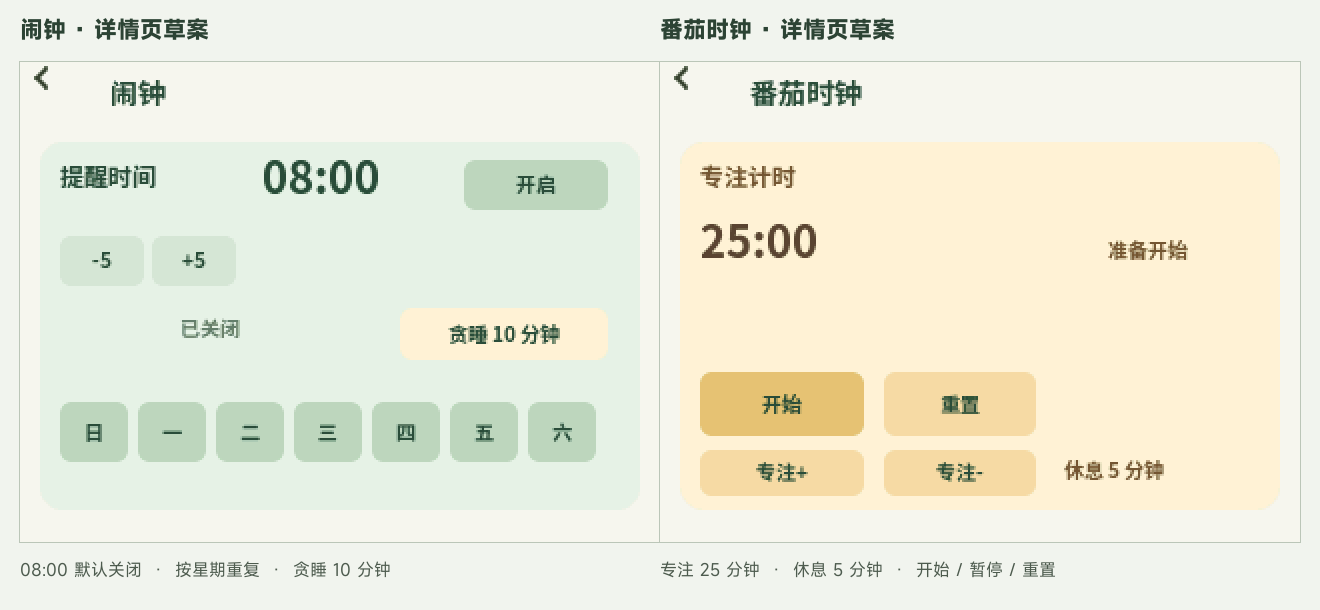 闹钟 · 详情页草案
闹钟
提醒时间 08:00 开启
-5 +5
已关闭 贪睡 10 分钟
日 一 二 三 四 五 六
08:00 默认关闭 · 按星期重复 · 贪睡 10 分钟
番茄时钟 · 详情页草案
番茄时钟
专注计时
25:00 准备开始
开始 重置
专注+ 专注- 休息 5 分钟
专注 25 分钟 · 休息 5 分钟 · 开始 / 暂停 / 重置